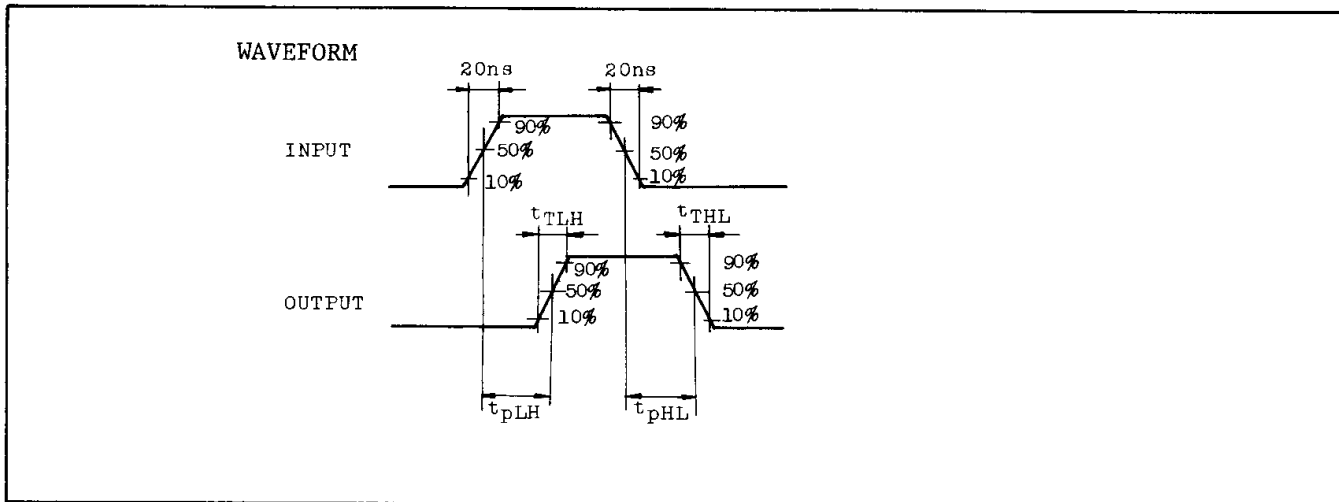 WAVEFORM
20ns 20ns
90% 90%
INPUT 50% 50%
10% 10%
tTLH tTHL
90% 90%
OUTPUT 50% 50%
10% 10%
tpLH tpHL